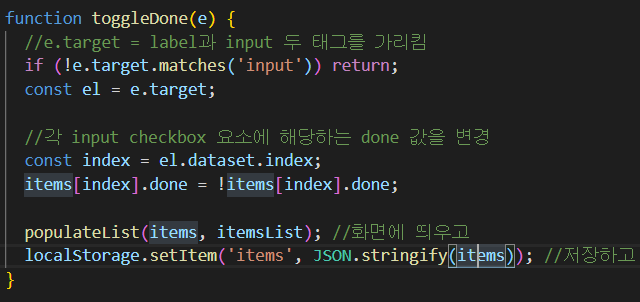 function toggleDone(e) {
//e.target = label과 input 두 태그를 가리킴
if (!e.target.matches('input')) return;
const el = e.target;
//각 input checkbox 요소에 해당하는 done 값을 변경
const index = el.dataset.index;
items[index].done = !items[index].done;
populateList(items, itemsList); //화면에 띄우고
localStorage.setItem('items', JSON.stringify(items)); //저장하고
}